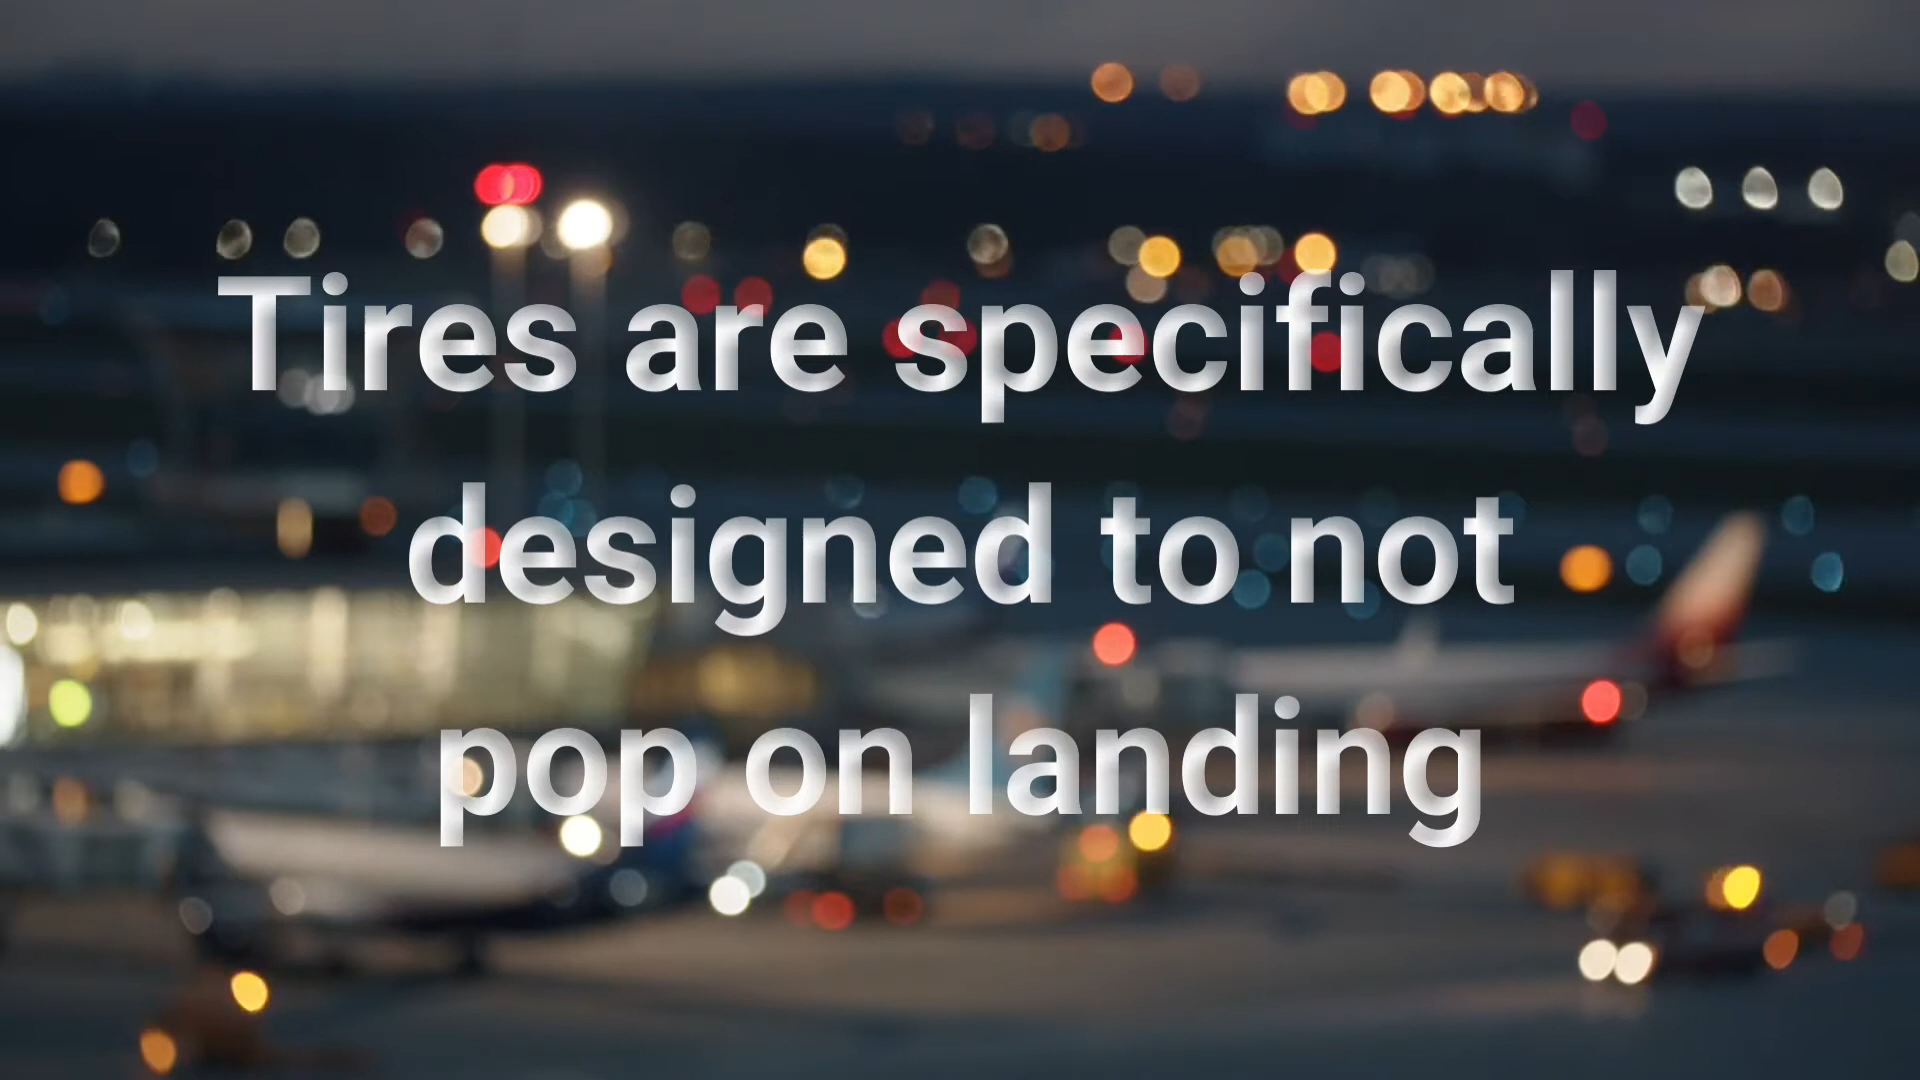 Tires are specifically
designed to not
pop on landing